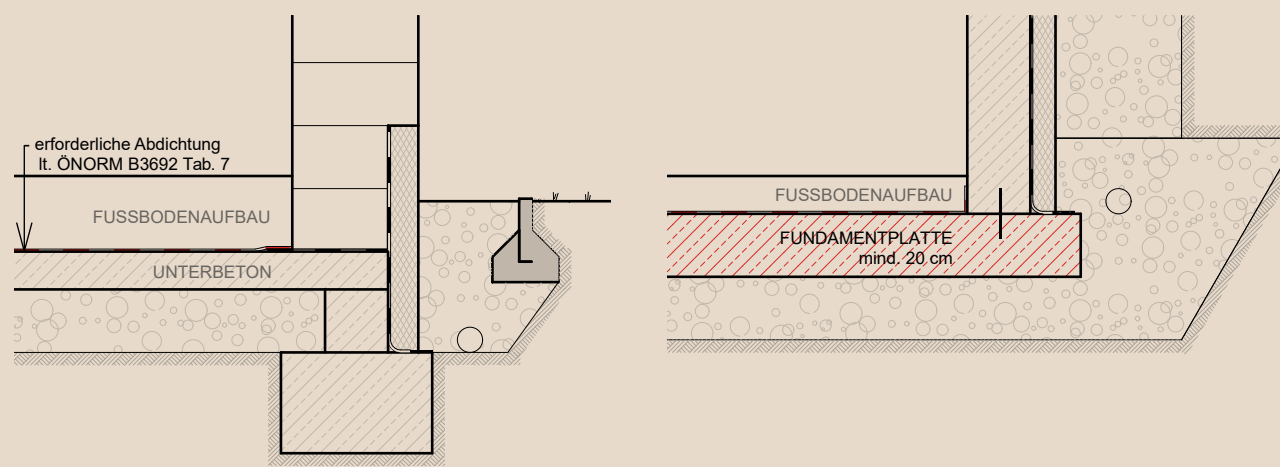 erforderliche Abdichtung
lt. ÖNORM B3692 Tab. 7
FUSSBODENAUFBAU
UNTERBETON
FUSSBODENAUFBAU
FUNDAMENTPLATTE
mind. 20 cm